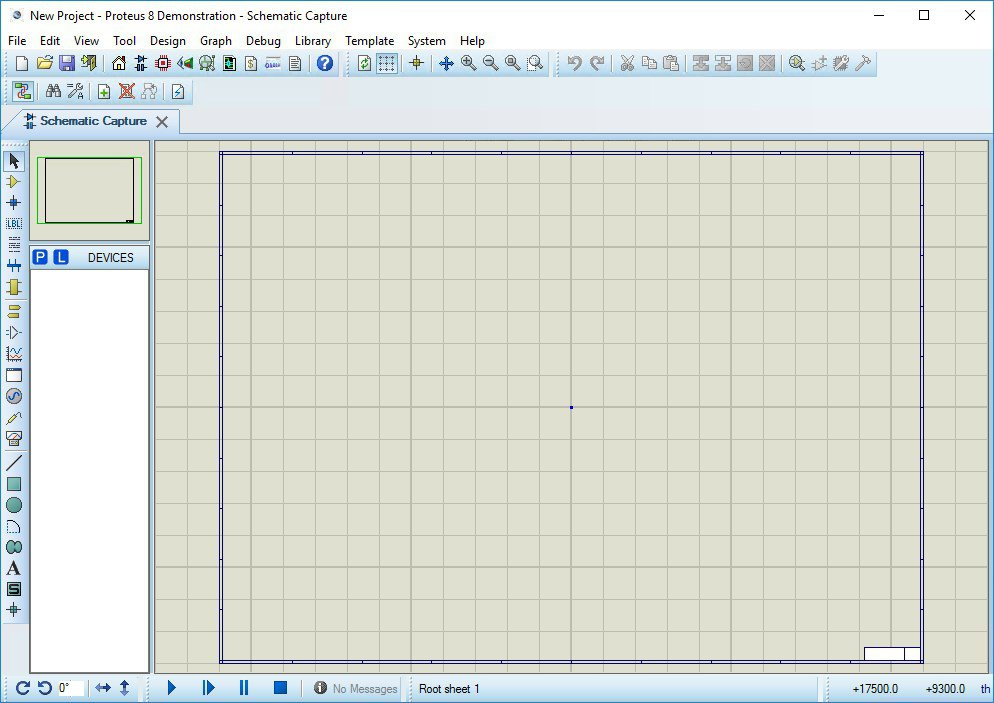 New Project - Proteus 8 Demonstration - Schematic Capture
File Edit View Tool Design Graph Debug Library Template System Help
$ ?
Schematic Capture
LBL
P L DEVICES
A
S
0° No Messages Root sheet 1 +17500.0 +9300.0 th